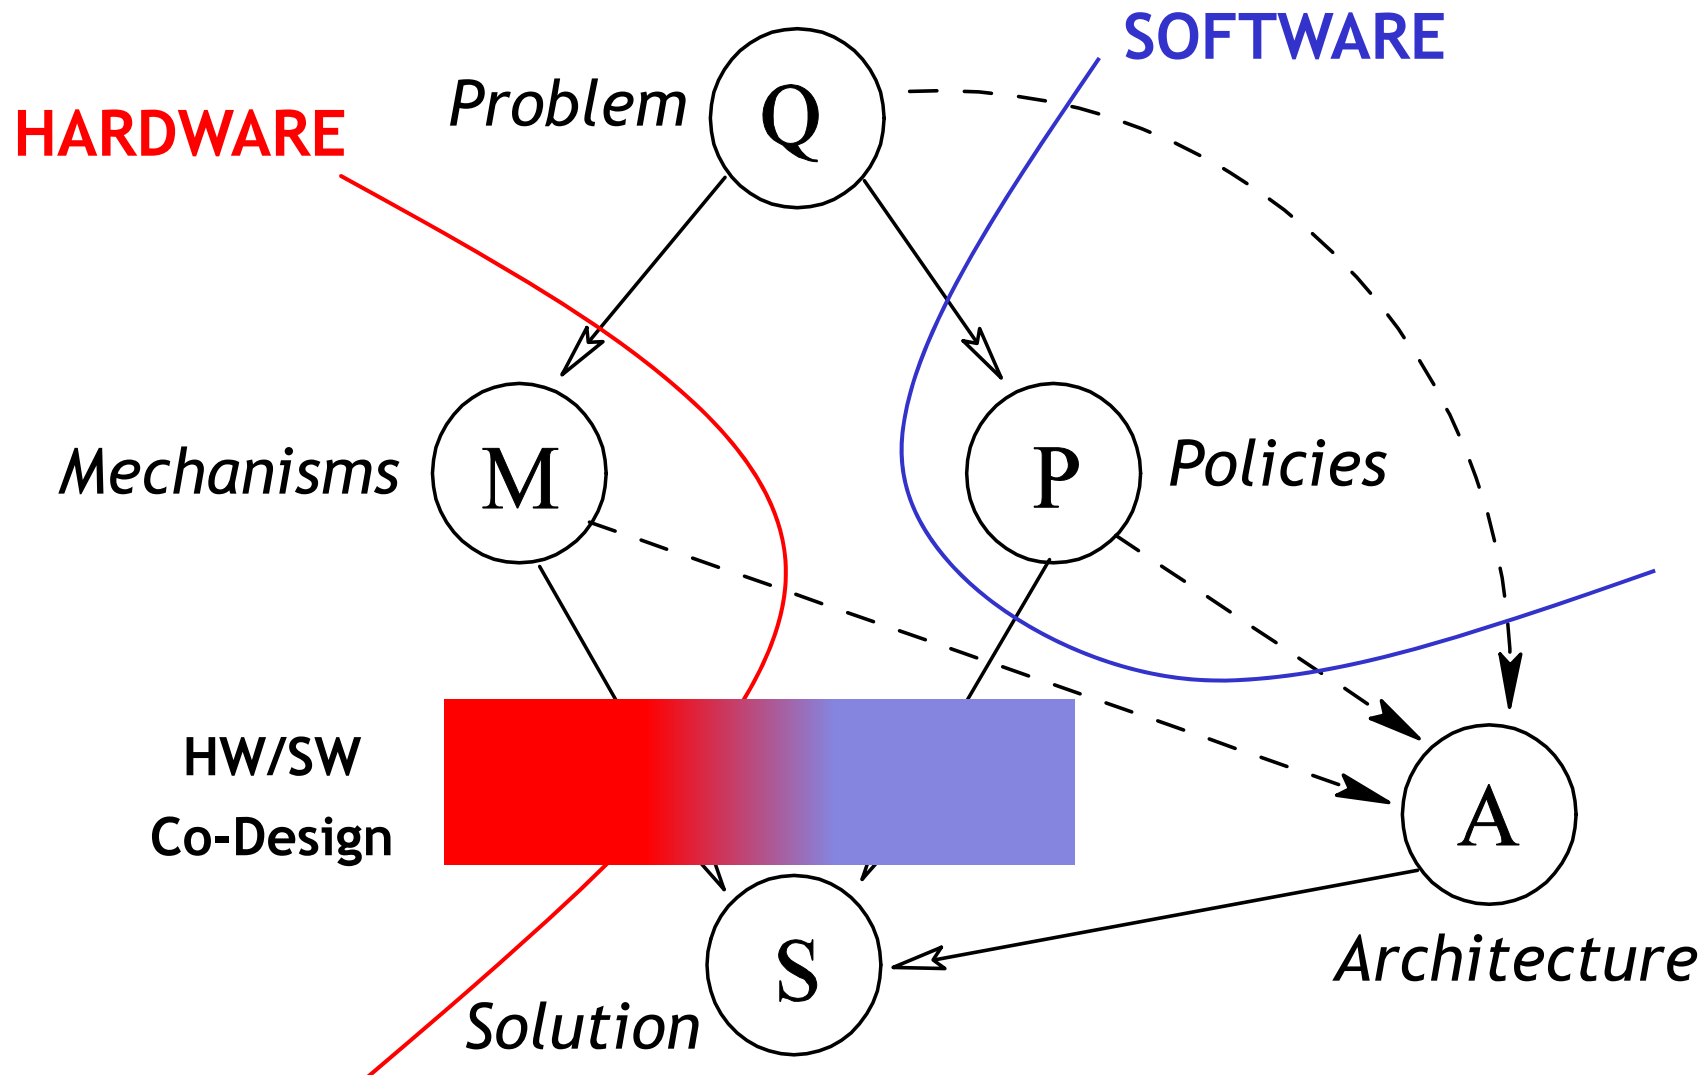 SOFTWARE
Problem
Q
HARDWARE
Mechanisms
M
P
Policies
HW/SW
Co-Design
A
Architecture
S
Solution